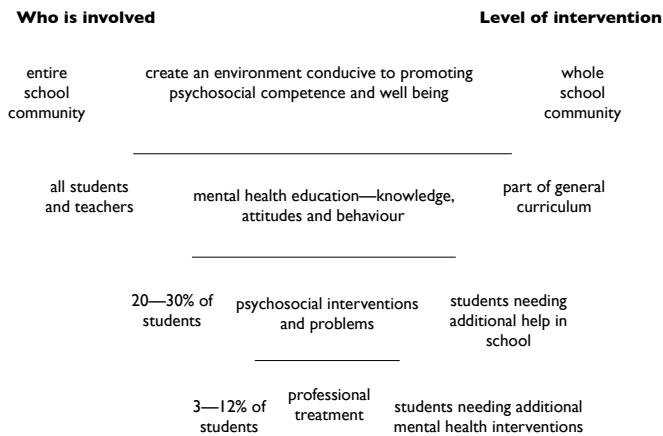 Who is involved
Level of intervention
entire
school
community
create an environment conducive to promoting
psychosocial competence and well being
whole
school
community
all students
and teachers
mental health education—knowledge,
attitudes and behaviour
part of general
curriculum
20—30% of
students
psychosocial interventions
and problems
students needing
additional help in
school
3—12% of
students
professional
treatment
students needing additional
mental health interventions